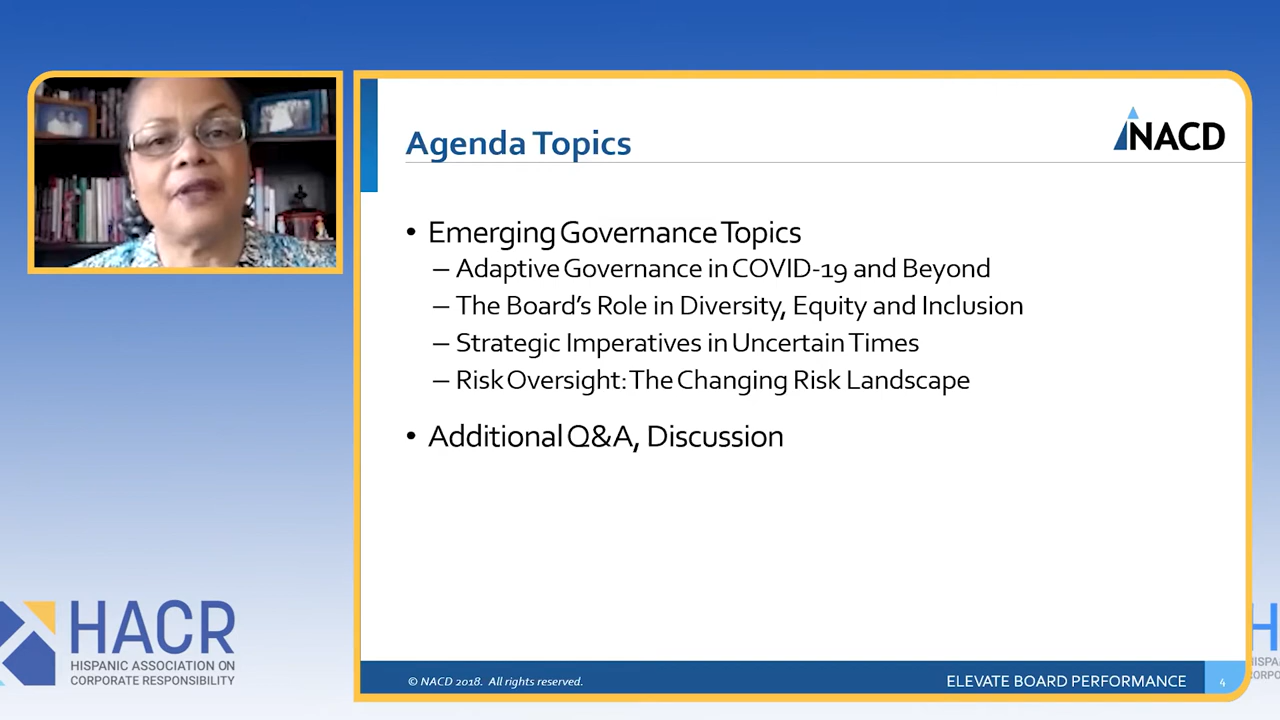 Agenda Topics
NACD
• Emerging Governance Topics
– Adaptive Governance in COVID-19 and Beyond
– The Board's Role in Diversity, Equity and Inclusion
– Strategic Imperatives in Uncertain Times
– Risk Oversight: The Changing Risk Landscape
• Additional Q&A, Discussion
HACR
HISPANIC ASSOCIATION ON
CORPORATE RESPONSIBILITY
© NACD 2018. All rights reserved.
ELEVATE BOARD PERFORMANCE
4
H
HISPA
CORPO